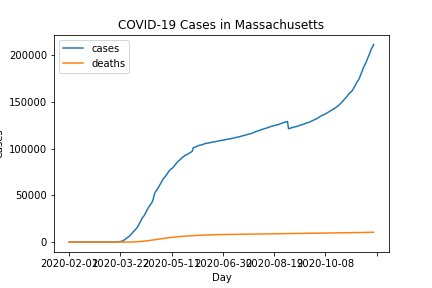 COVID-19 Cases in Massachusetts
cases
deaths
200000
150000
100000
50000
0
cases
2020-02-01 2020-03-22 2020-05-11 2020-06-30 2020-08-19 2020-10-08
Day